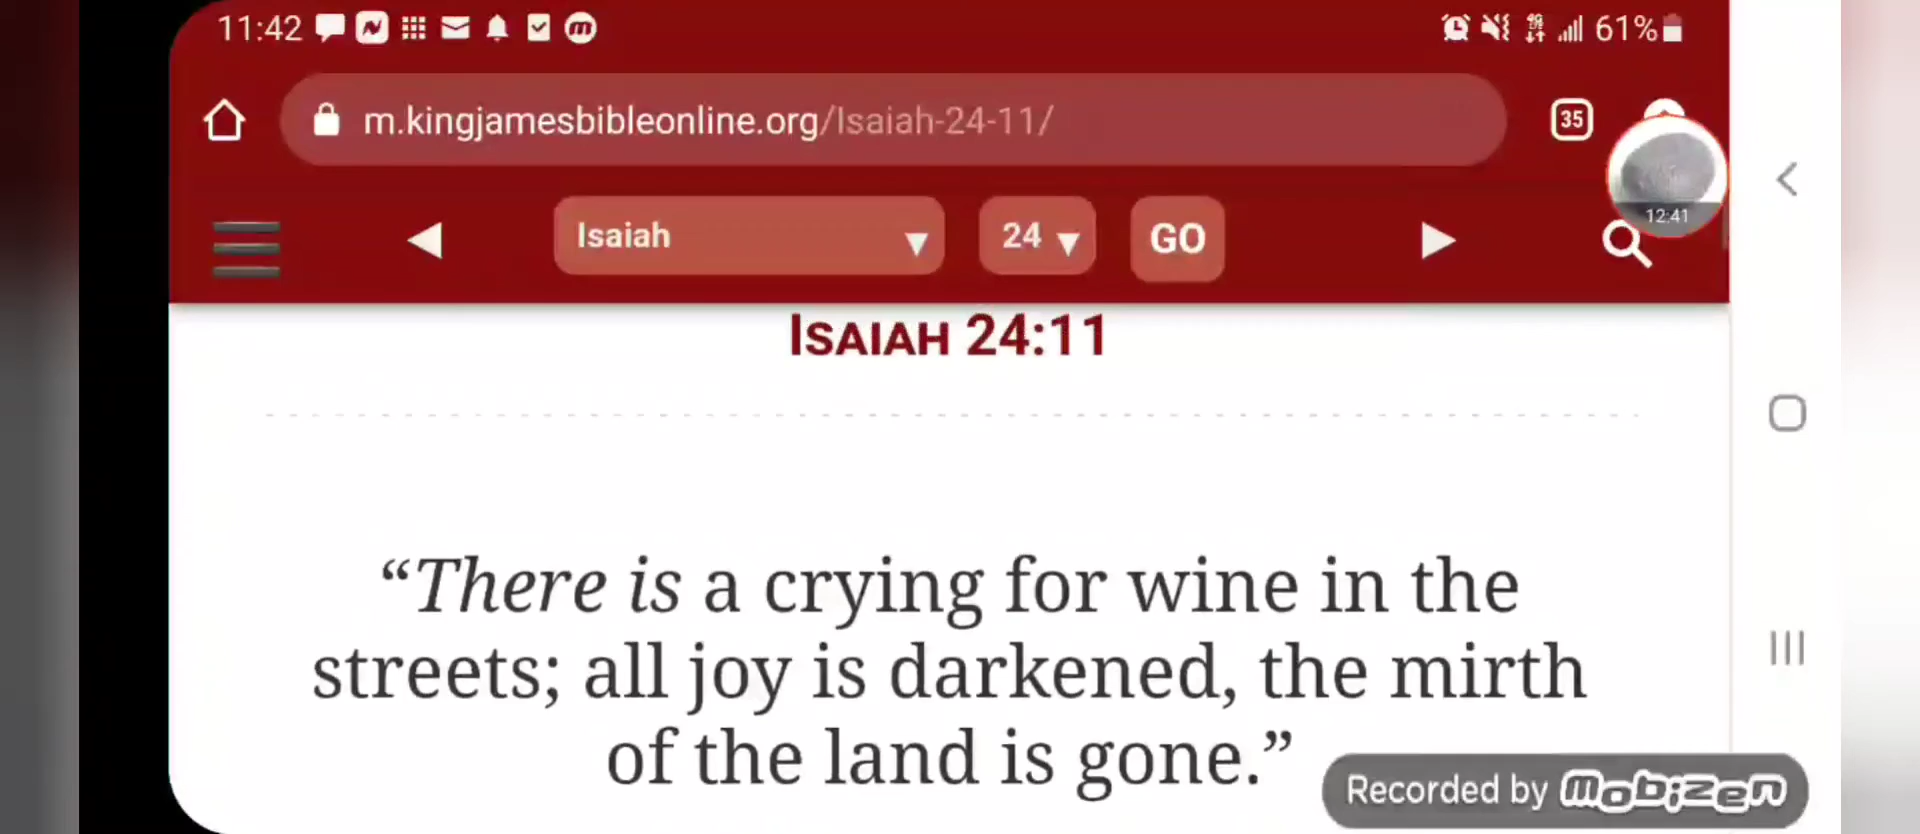 11:42
61%
m.kingjamesbibleonline.org/Isaiah-24-11/
35
12:41
Isaiah
24
GO
ISAIAH 24:11
“There is a crying for wine in the
streets; all joy is darkened, the mirth
of the land is gone.”
Recorded by mobizen